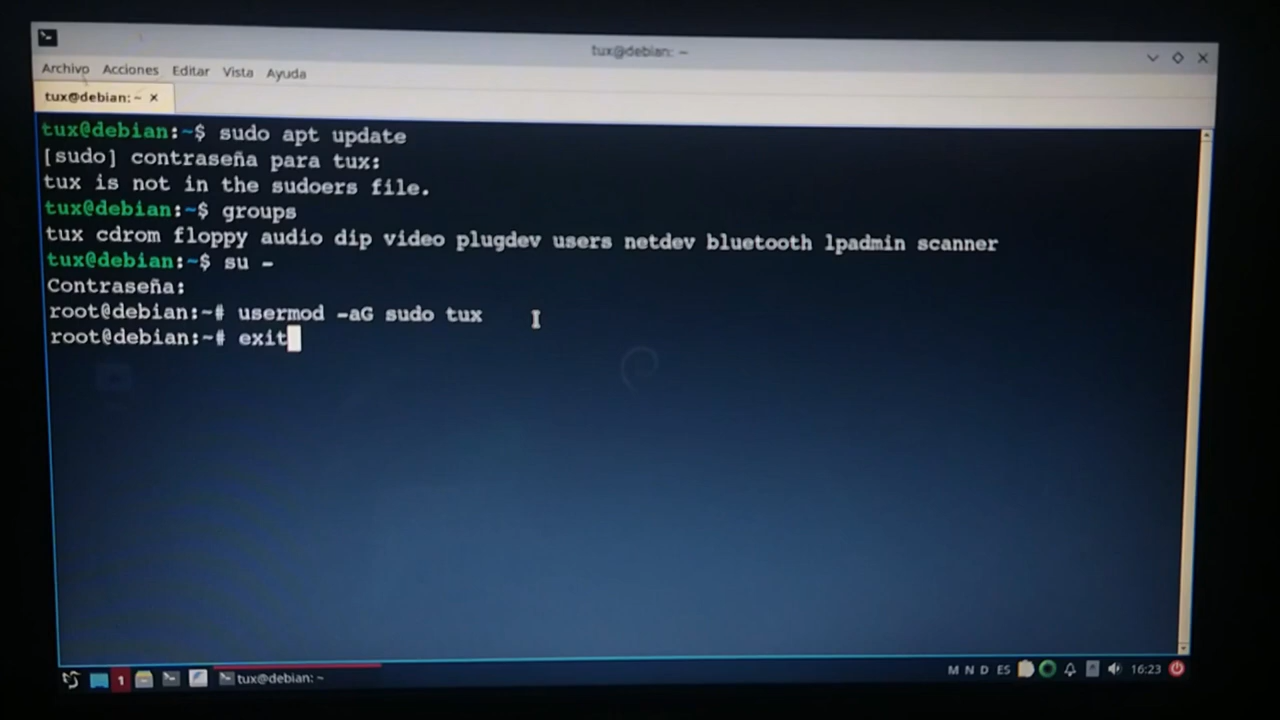 tux@debian: ~
Archivo Acciones Editar Vista Ayuda
tux@debian: ~ ×
tux@debian:~$ sudo apt update
[sudo] contraseña para tux:
tux is not in the sudoers file.
tux@debian:~$ groups
tux cdrom floppy audio dip video plugdev users netdev bluetooth lpadmin scanner
tux@debian:~$ su -
Contraseña:
root@debian:~# usermod -aG sudo tux
root@debian:~# exit
1 tux@debian: ~ M N D ES 16:23